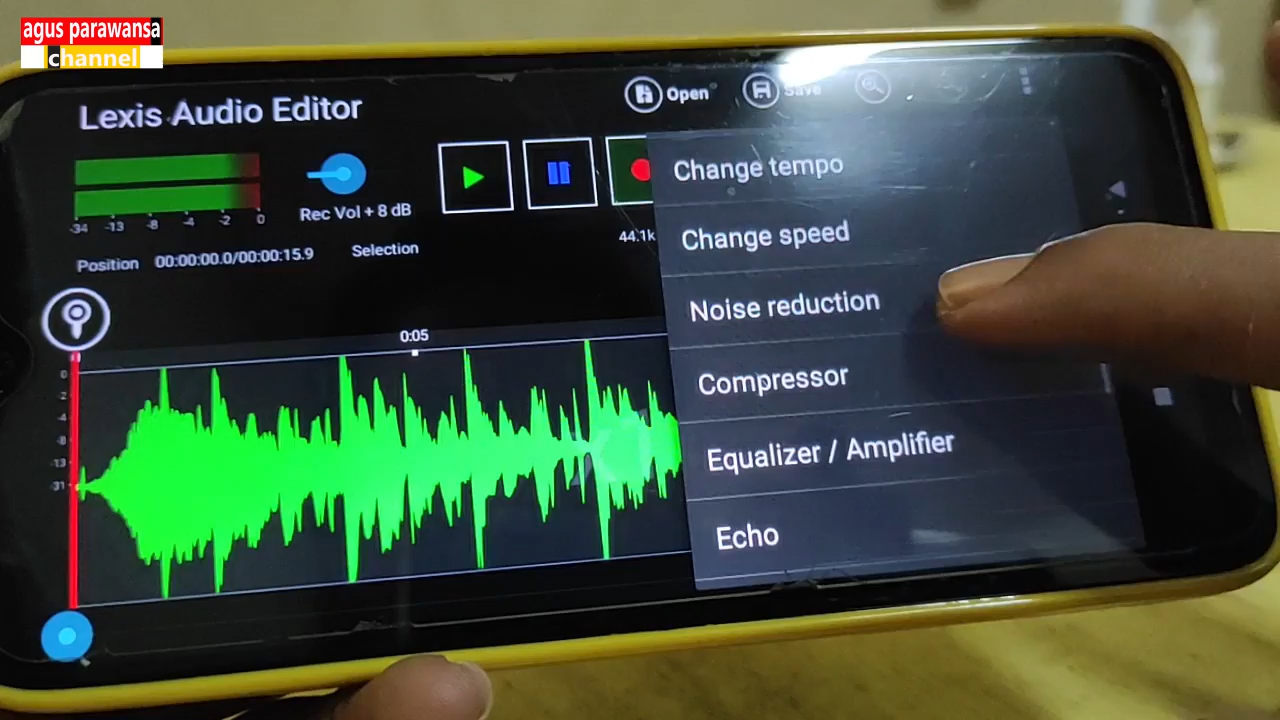 agus parawansa
channel
Lexis Audio Editor
Open
Save
Rec Vol + 8 dB
-34 -13 -8 -4 -2 0
Position 00:00:00.0/00:00:15.9 Selection
44.1k
0:05
0
-2
-4
-8
-13
-31
Change tempo
Change speed
Noise reduction
Compressor
Equalizer / Amplifier
Echo